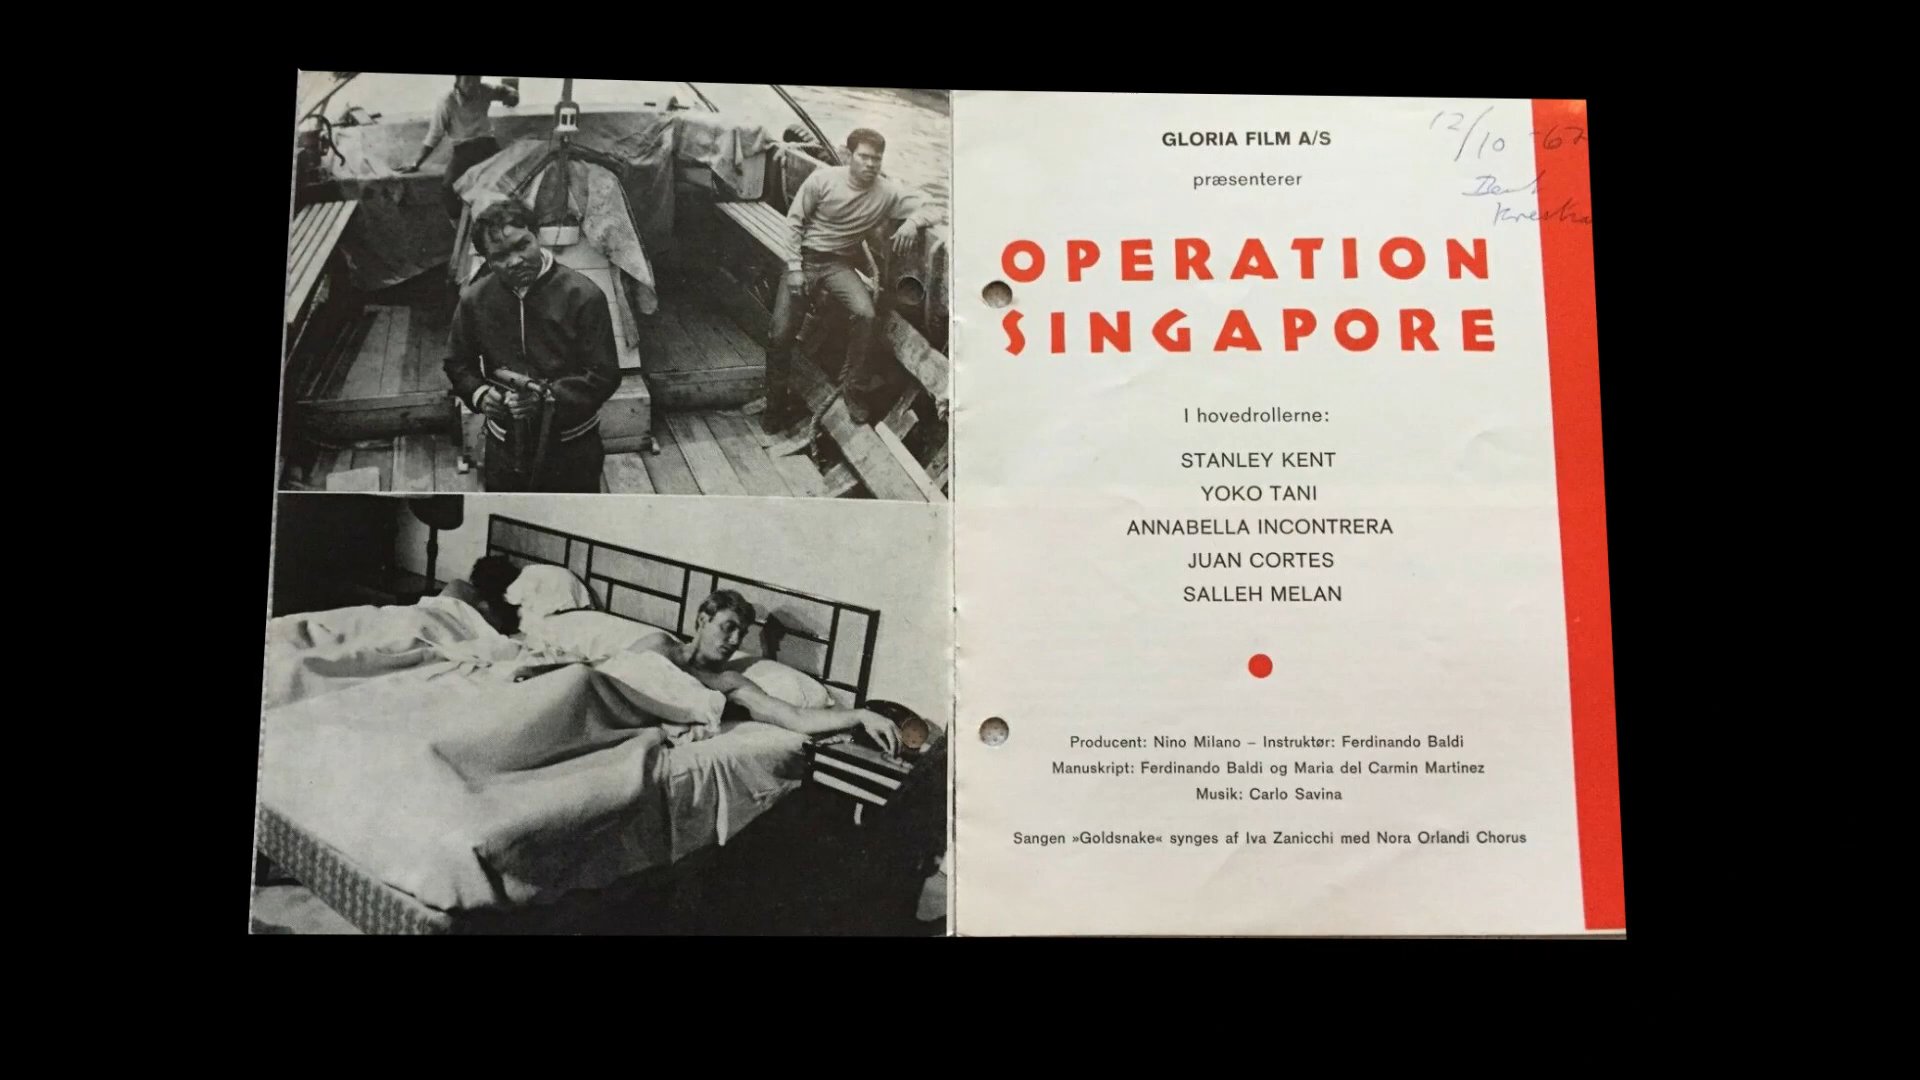 GLORIA FILM A/S
præsenterer
12/10 -67
OPERATION
SINGAPORE
I hovedrollerne:
STANLEY KENT
YOKO TANI
ANNABELLA INCONTRERA
JUAN CORTES
SALLEH MELAN
Producent: Nino Milano – Instruktør: Ferdinando Baldi
Manuskript: Ferdinando Baldi og Maria del Carmin Martinez
Musik: Carlo Savina
Sangen »Goldsnake« synges af Iva Zanicchi med Nora Orlandi Chorus